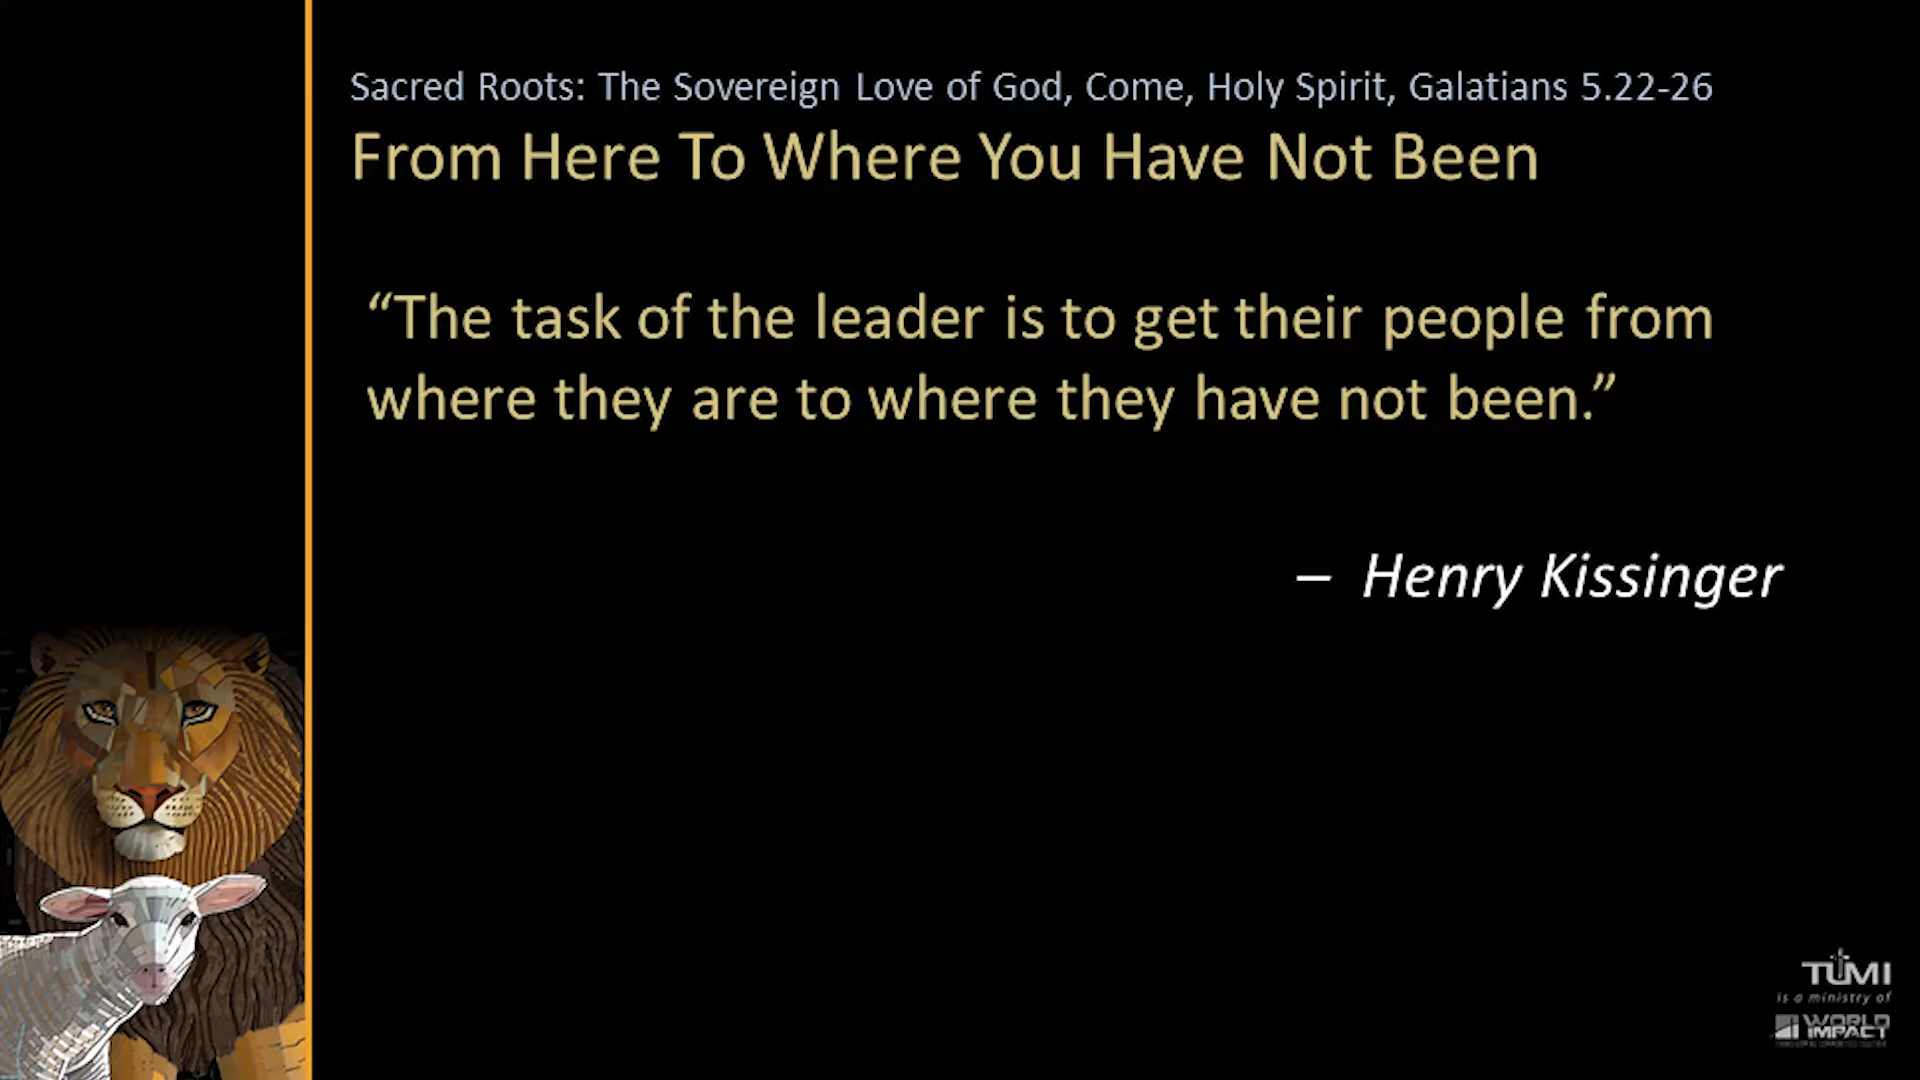 Sacred Roots: The Sovereign Love of God, Come, Holy Spirit, Galatians 5.22-26
From Here To Where You Have Not Been
“The task of the leader is to get their people from
where they are to where they have not been.”
– Henry Kissinger
TUMI
is a ministry of
WORLD
IMPACT